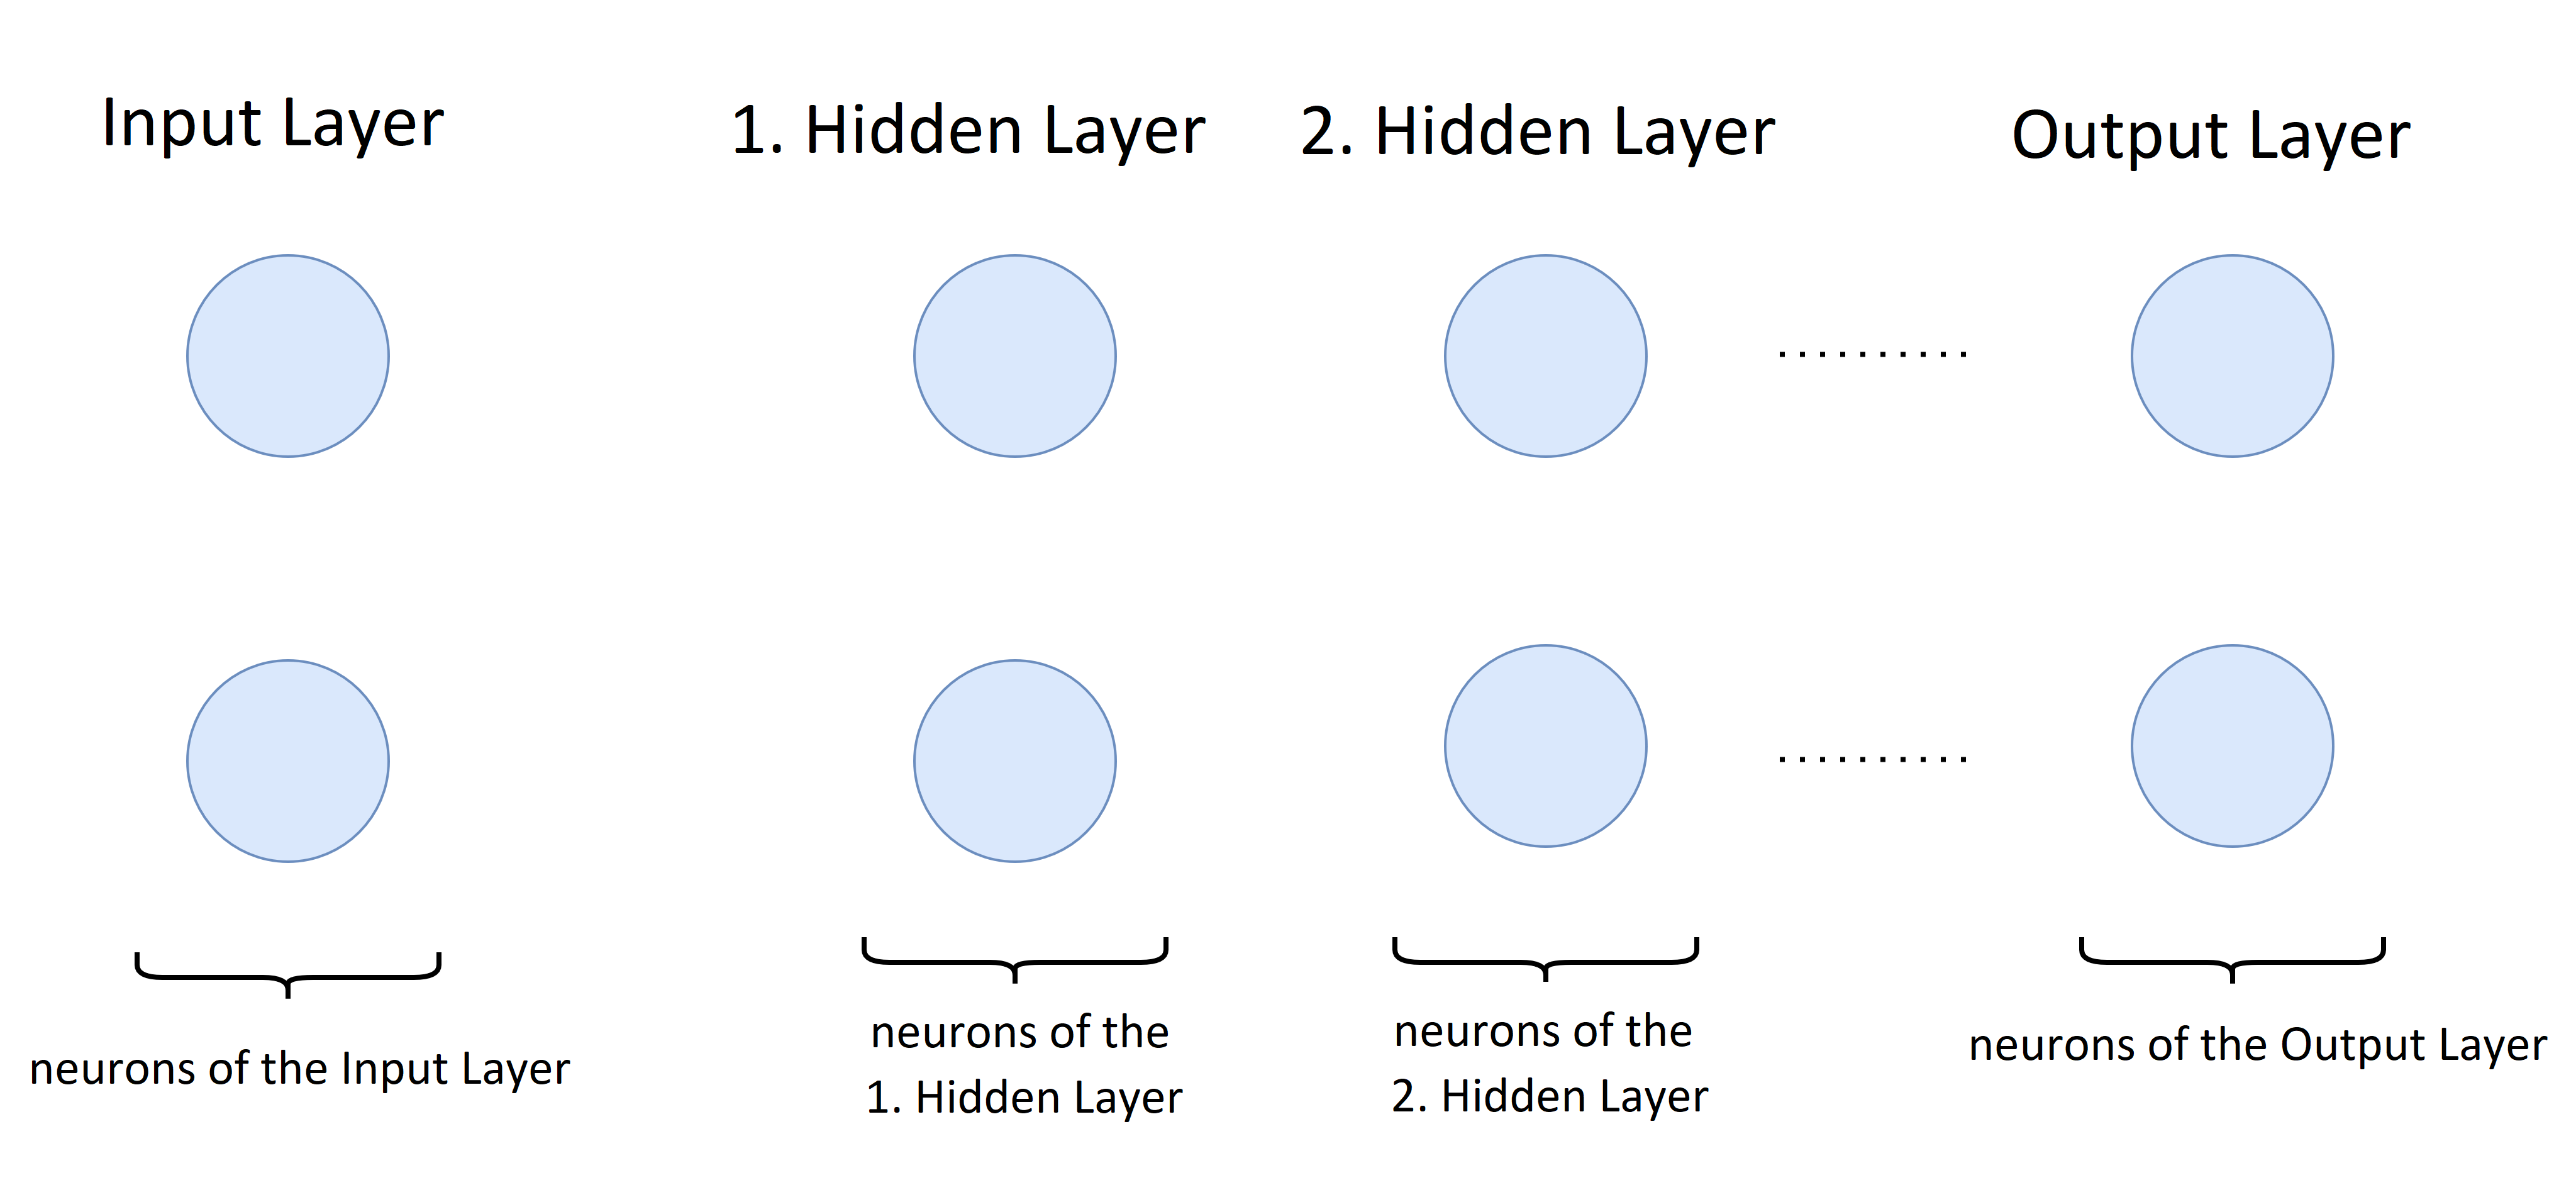 Input Layer
1. Hidden Layer
2. Hidden Layer
Output Layer
..........
..........
neurons of the Input Layer
neurons of the
1. Hidden Layer
neurons of the
2. Hidden Layer
neurons of the Output Layer